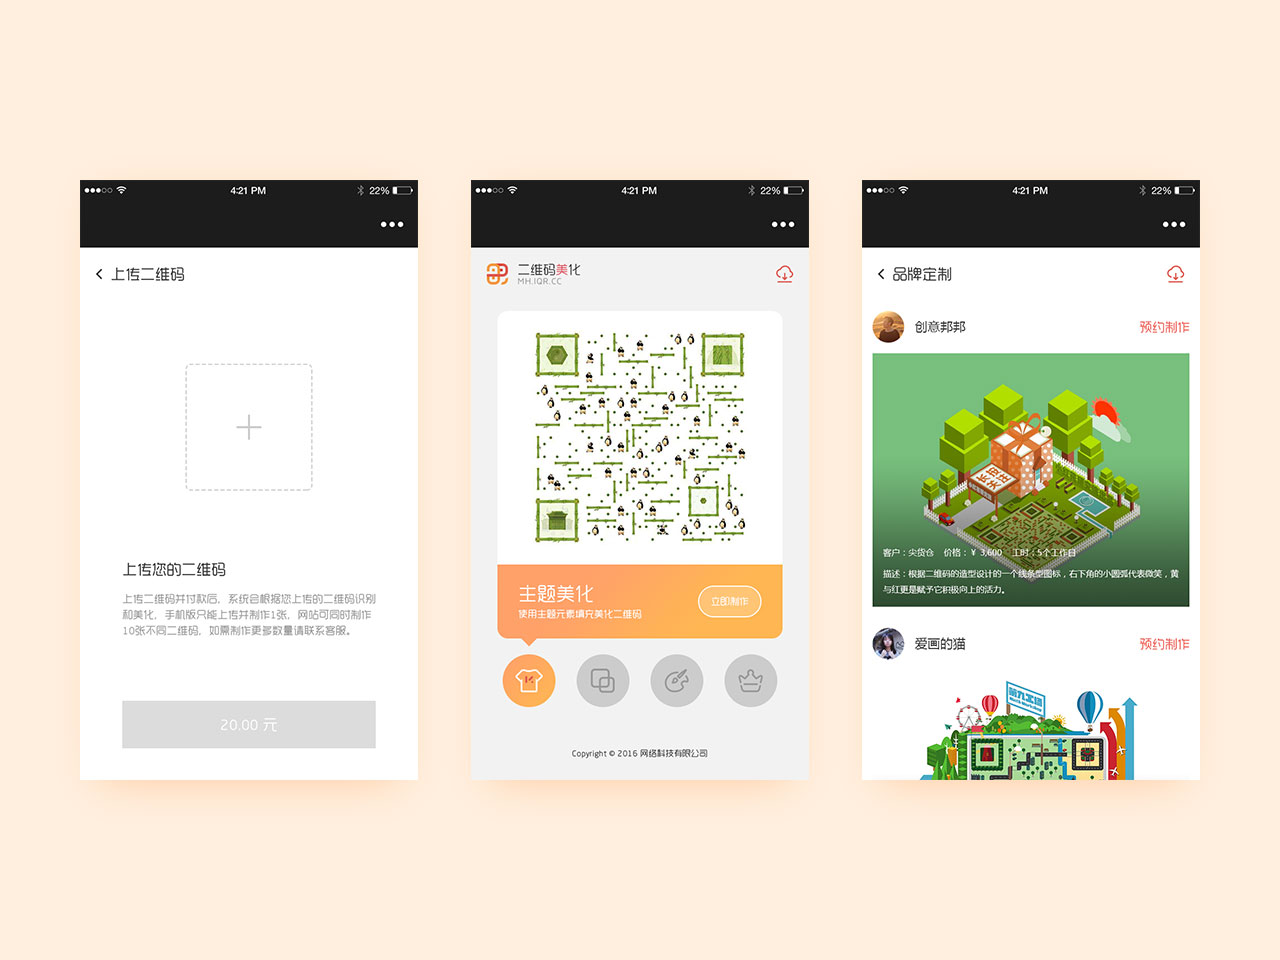 4:21 PM
22%
上传二维码
上传您的二维码
上传二维码并付款后，系统会根据您上传的二维码识别
和美化，手机版只能上传并制作1张，网站可同时制作
10张不同二维码，如需制作更多数量请联系客服。
20.00 元
4:21 PM
22%
二维码美化
MH.IQR.CC
主题美化
使用主题元素填充美化二维码
立即制作
Copyright © 2016 网络科技有限公司
4:21 PM
22%
品牌定制
创意邦邦
预约制作
客户：尖货仓 价格：¥ 3,600 工时：5个工作日
描述：根据二维码的造型设计的一个线条型图标，右下角的小圆弧代表微笑，黄
与红更是赋予它积极向上的活力。
爱画的猫
预约制作